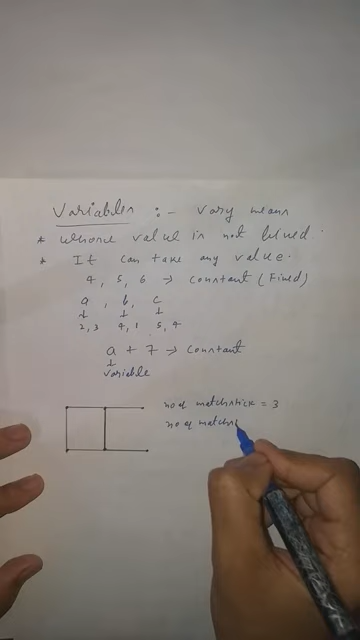 Variables :- vary means
* whose value is not fixed.
* It can take any value.
4, 5, 6 → constant (Fixed)
a, b, c
↓ ↓ ↓
2, 3 4, 1 5, 4
a + 7 → constant
↓
variable
no of matchstick = 3
no of match